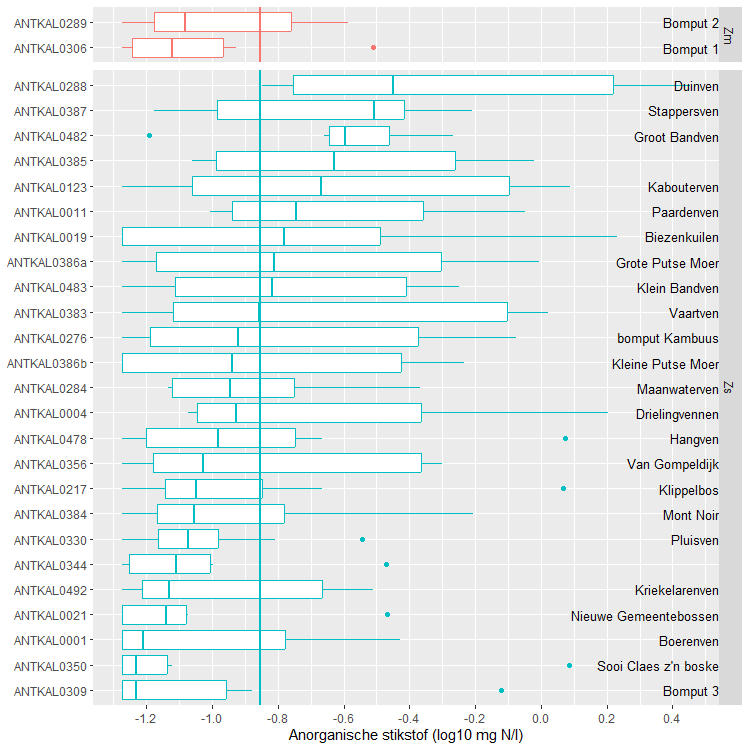 ANTKAL0289 Bomput 2
ANTKAL0306 Bomput 1
Zm
ANTKAL0288 Duinven
ANTKAL0387 Stappersven
ANTKAL0482 Groot Bandven
ANTKAL0385
ANTKAL0123 Kabouterven
ANTKAL0011 Paardenven
ANTKAL0019 Biezenkuilen
ANTKAL0386a Grote Putse Moer
ANTKAL0483 Klein Bandven
ANTKAL0383 Vaartven
ANTKAL0276 bomput Kambuus
ANTKAL0386b Kleine Putse Moer
ANTKAL0284 Maanwaterven
ANTKAL0004 Drielingvennen
ANTKAL0478 Hangven
ANTKAL0356 Van Gompeldijk
ANTKAL0217 Klippelbos
ANTKAL0384 Mont Noir
ANTKAL0330 Pluisven
ANTKAL0344
ANTKAL0492 Kriekelarenven
ANTKAL0021 Nieuwe Gemeentebossen
ANTKAL0001 Boerenven
ANTKAL0350 Sooi Claes z'n boske
ANTKAL0309 Bomput 3
Zs
-1.2 -1.0 -0.8 -0.6 -0.4 -0.2 0.0 0.2 0.4
Anorganische stikstof (log10 mg N/l)